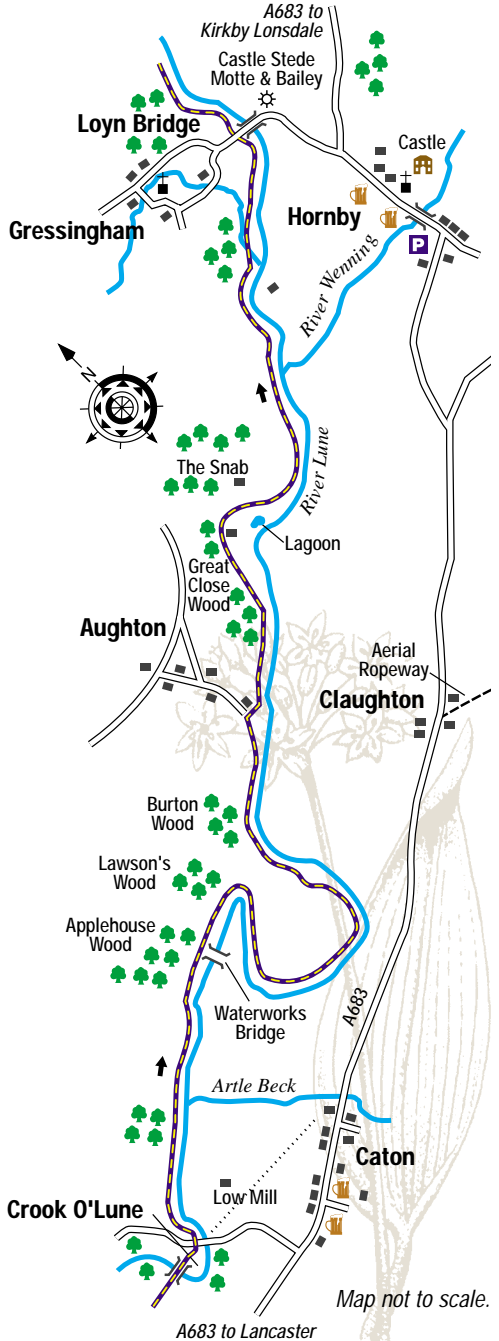 A683 to
Kirkby Lonsdale
Castle Stede
Motte & Bailey
Loyn Bridge
Castle
Hornby
Gressingham
River Wenning
P
N
The Snab
River Lune
Lagoon
Great
Close
Wood
Aughton
Aerial
Ropeway
Claughton
Burton
Wood
Lawson's
Wood
Applehouse
Wood
Waterworks
Bridge
A683
Artle Beck
Caton
Low Mill
Crook O'Lune
Map not to scale.
A683 to Lancaster